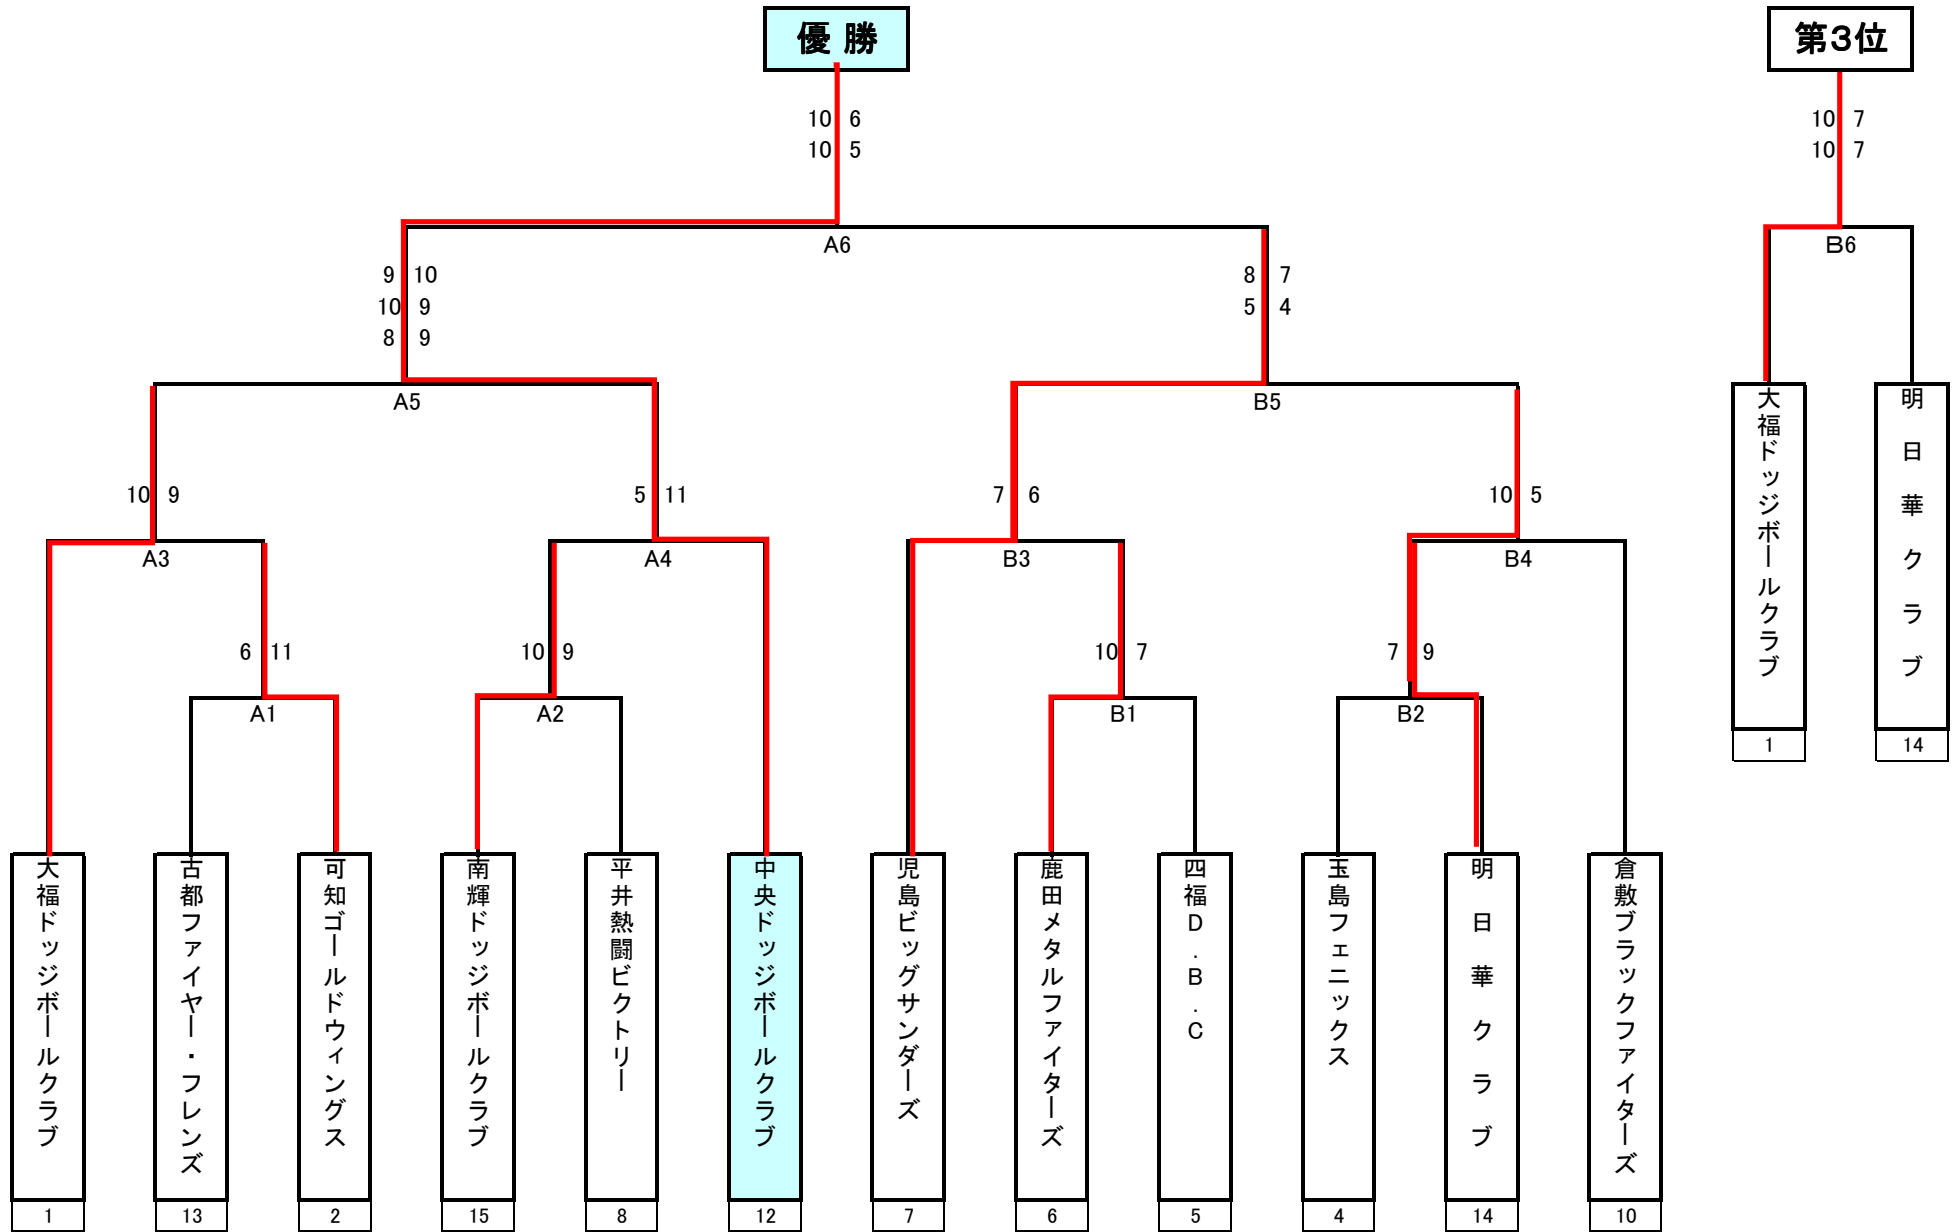 優 勝
第3位
10 6
10 5
10 7
10 7
A6
B6
9 10
10 9
8 9
8 7
5 4
A5
B5
大福ドッジボールクラブ
明日華クラブ
10 9
5 11
7 6
10 5
A3
A4
B3
B4
6 11
10 9
10 7
7 9
A1
A2
B1
B2
1
14
大福ドッジボールクラブ
古都ファイヤー・フレンズ
可知ゴールドウィングス
南輝ドッジボールクラブ
平井熱闘ビクトリー
中央ドッジボールクラブ
児島ビッグサンダーズ
鹿田メタルファイターズ
四福D.B.C
玉島フェニックス
明日華クラブ
倉敷ブラックファイターズ
1
13
2
15
8
12
7
6
5
4
14
10